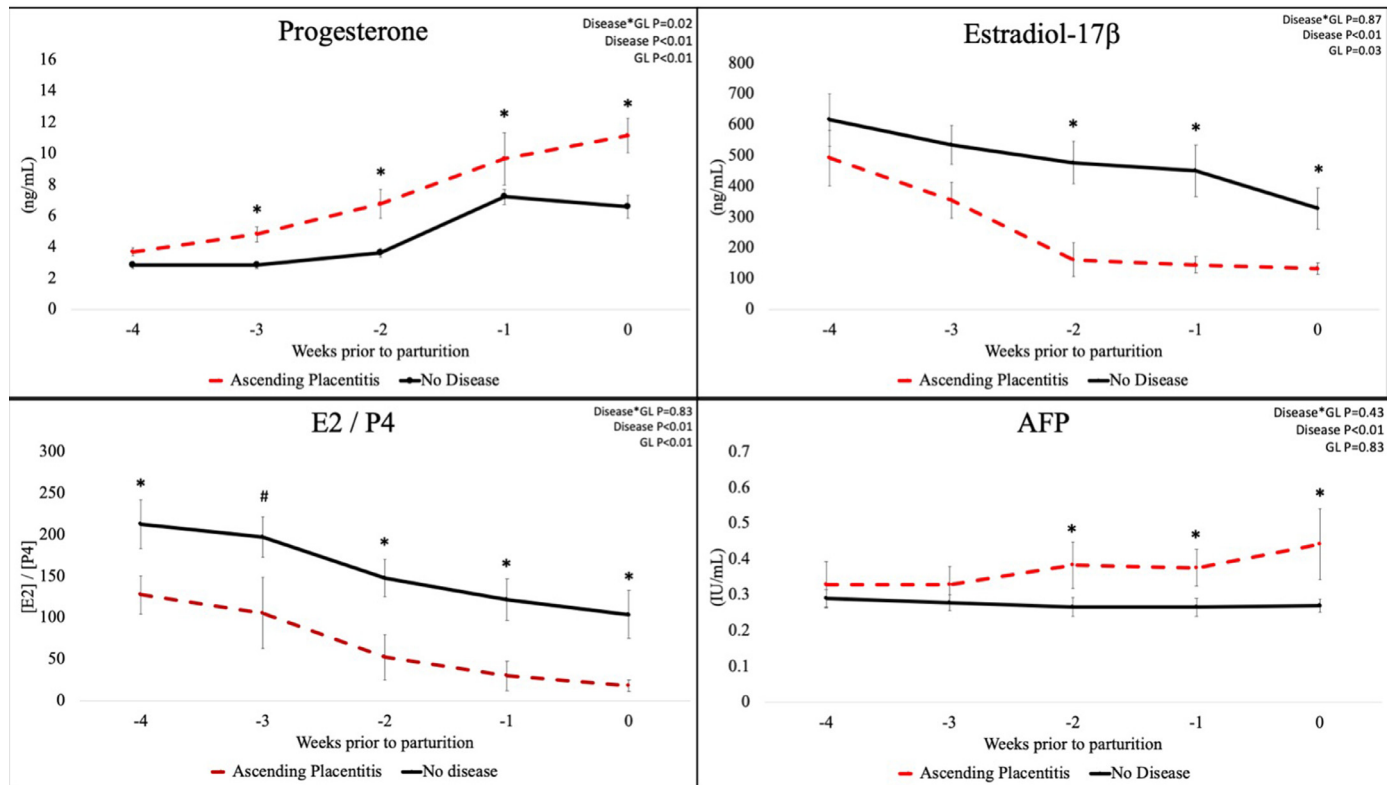 Progesterone
Disease*GL P=0.02
Disease P<0.01
GL P<0.01
(ng/mL)
16
14
12
10
8
6
4
2
0
*
*
*
*
-4 -3 -2 -1 0
Weeks prior to parturition
Ascending Placentitis No Disease
Estradiol-17β
Disease*GL P=0.87
Disease P<0.01
GL P=0.03
(ng/mL)
800
700
600
500
400
300
200
100
0
*
*
*
-4 -3 -2 -1 0
Weeks prior to parturition
Ascending Placentitis No Disease
E2 / P4
Disease*GL P=0.83
Disease P<0.01
GL P<0.01
[E2] / [P4]
300
250
200
150
100
50
0
*
#
*
*
*
-4 -3 -2 -1 0
Weeks prior to parturition
Ascending Placentitis No disease
AFP
Disease*GL P=0.43
Disease P<0.01
GL P=0.83
(IU/mL)
0.7
0.6
0.5
0.4
0.3
0.2
0.1
0
*
*
*
-4 -3 -2 -1 0
Weeks prior to parturition
Ascending Placentitis No Disease